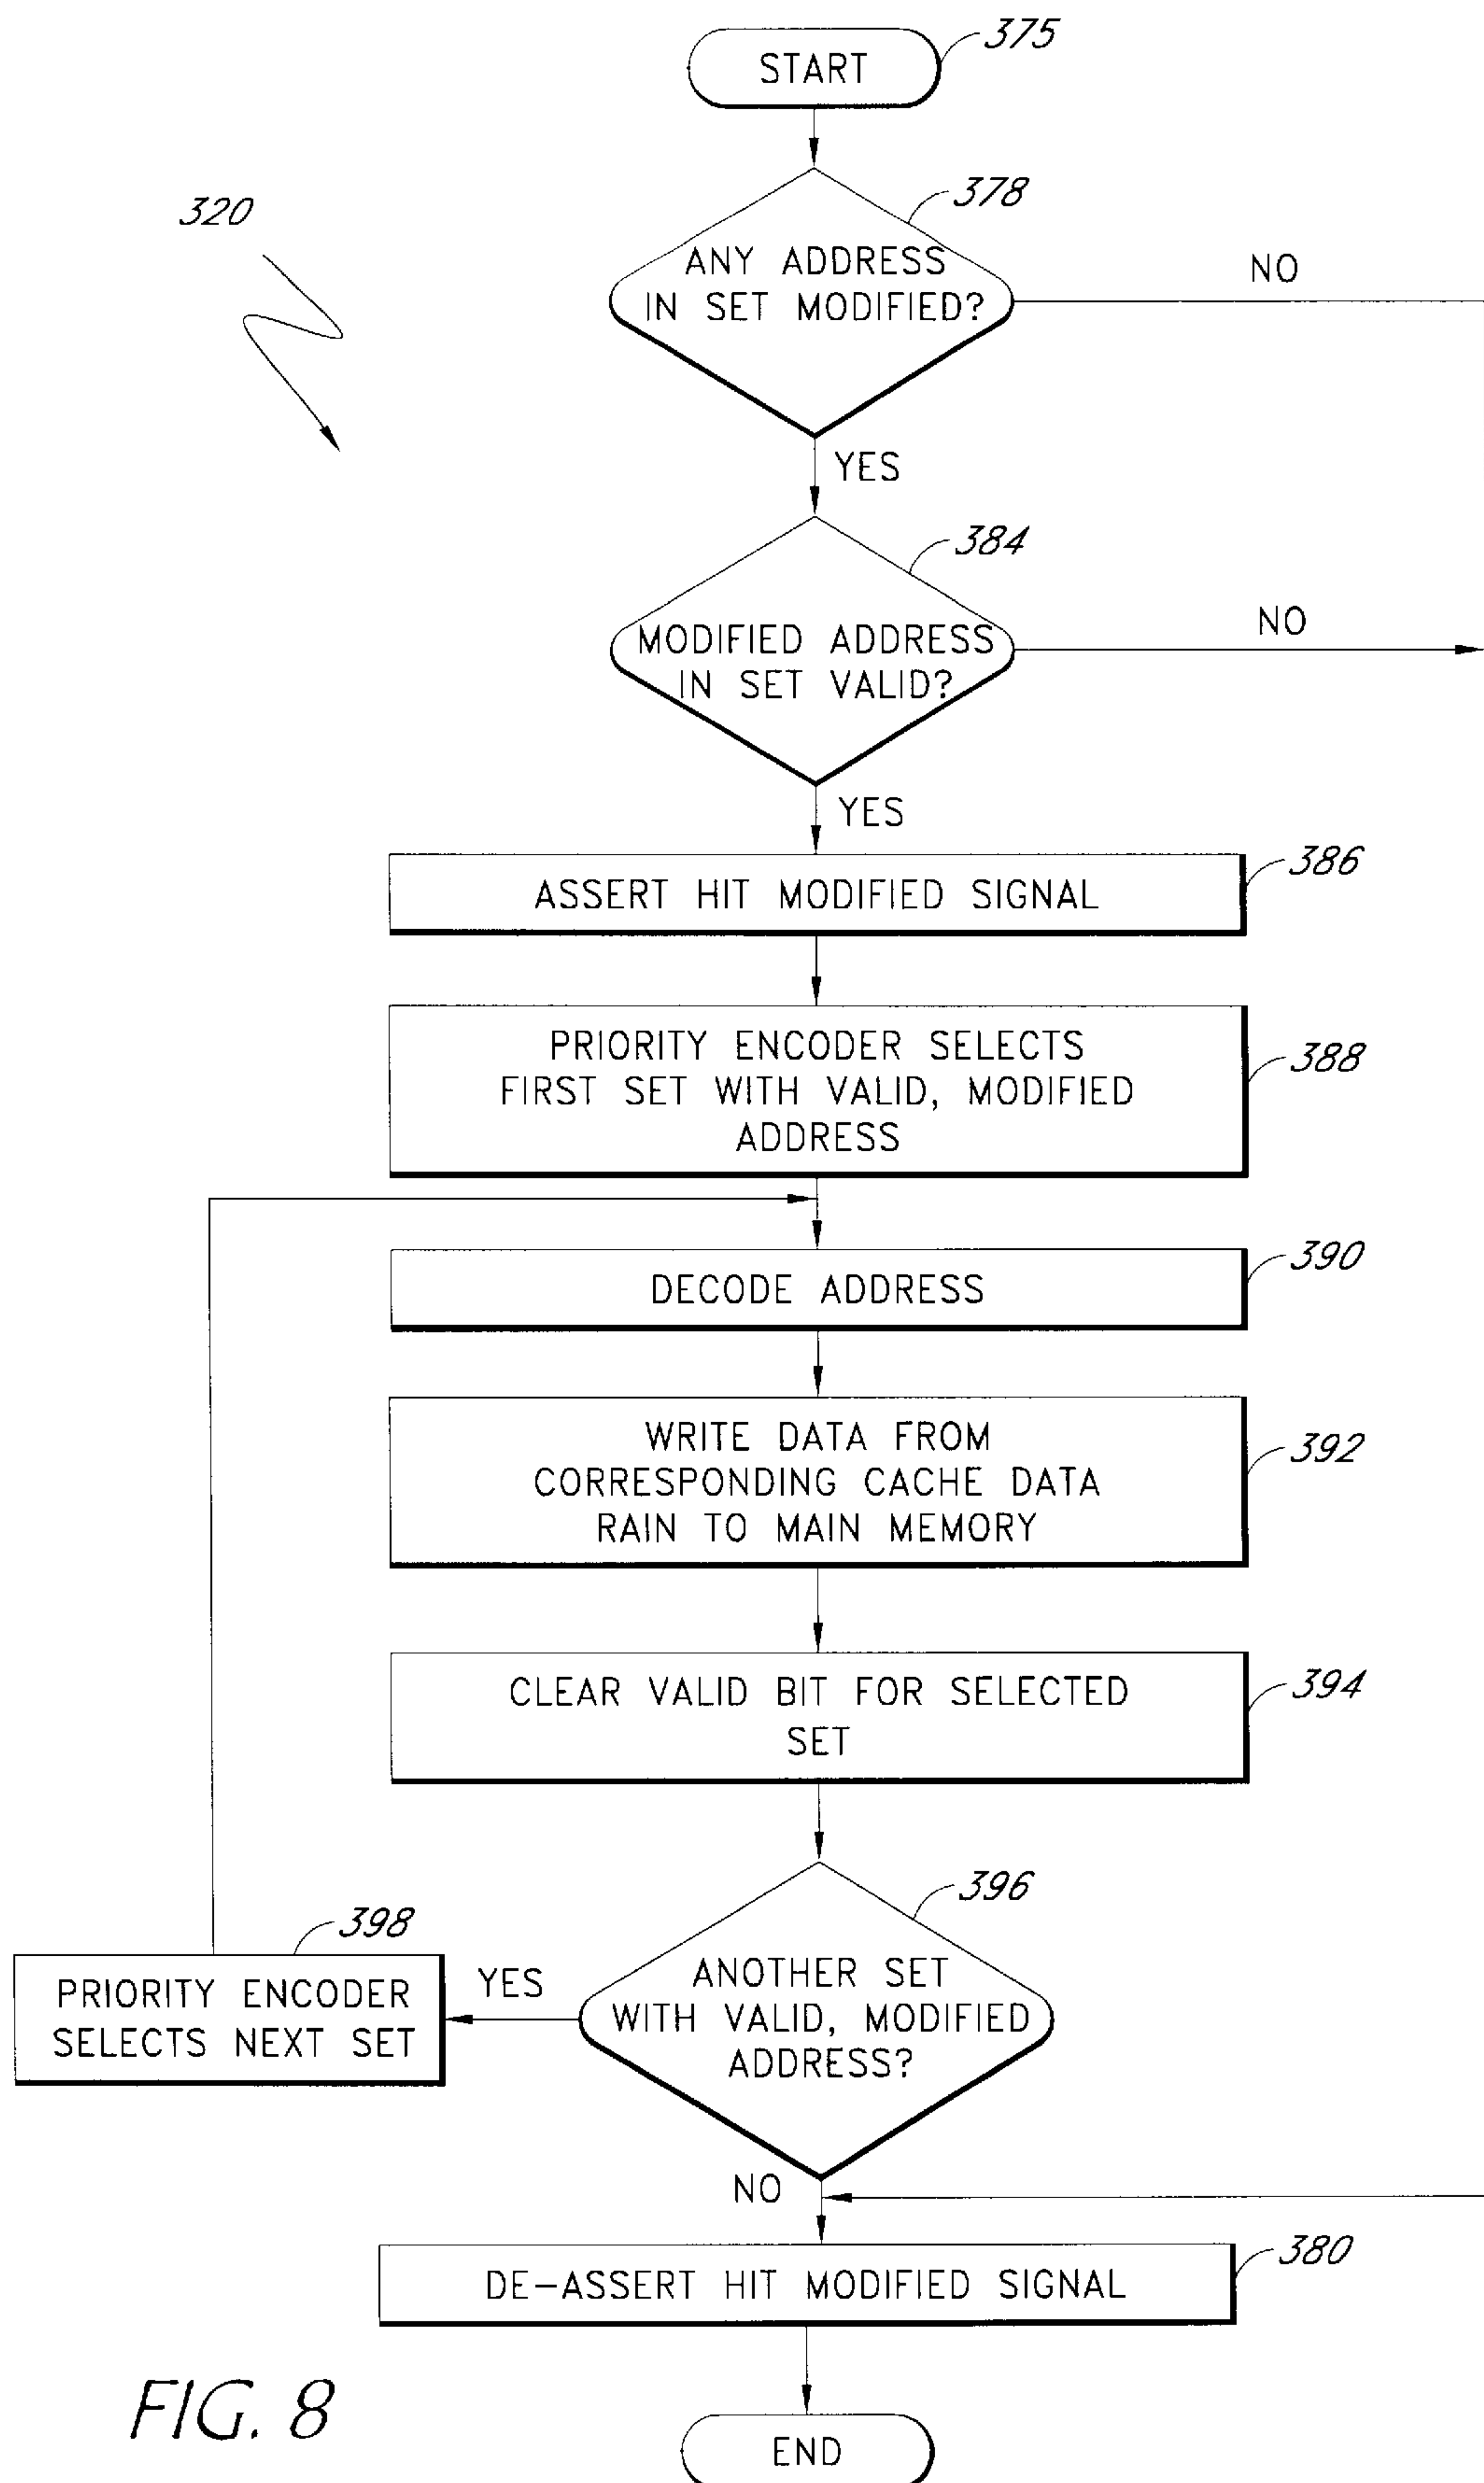 375
START
378
320
ANY ADDRESS
IN SET MODIFIED?
NO
YES
384
MODIFIED ADDRESS
IN SET VALID?
NO
YES
386
ASSERT HIT MODIFIED SIGNAL
388
PRIORITY ENCODER SELECTS
FIRST SET WITH VALID, MODIFIED
ADDRESS
390
DECODE ADDRESS
392
WRITE DATA FROM
CORRESPONDING CACHE DATA
RAIN TO MAIN MEMORY
394
CLEAR VALID BIT FOR SELECTED
SET
396
398
ANOTHER SET
WITH VALID, MODIFIED
ADDRESS?
YES
PRIORITY ENCODER
SELECTS NEXT SET
NO
380
DE-ASSERT HIT MODIFIED SIGNAL
FIG. 8
END